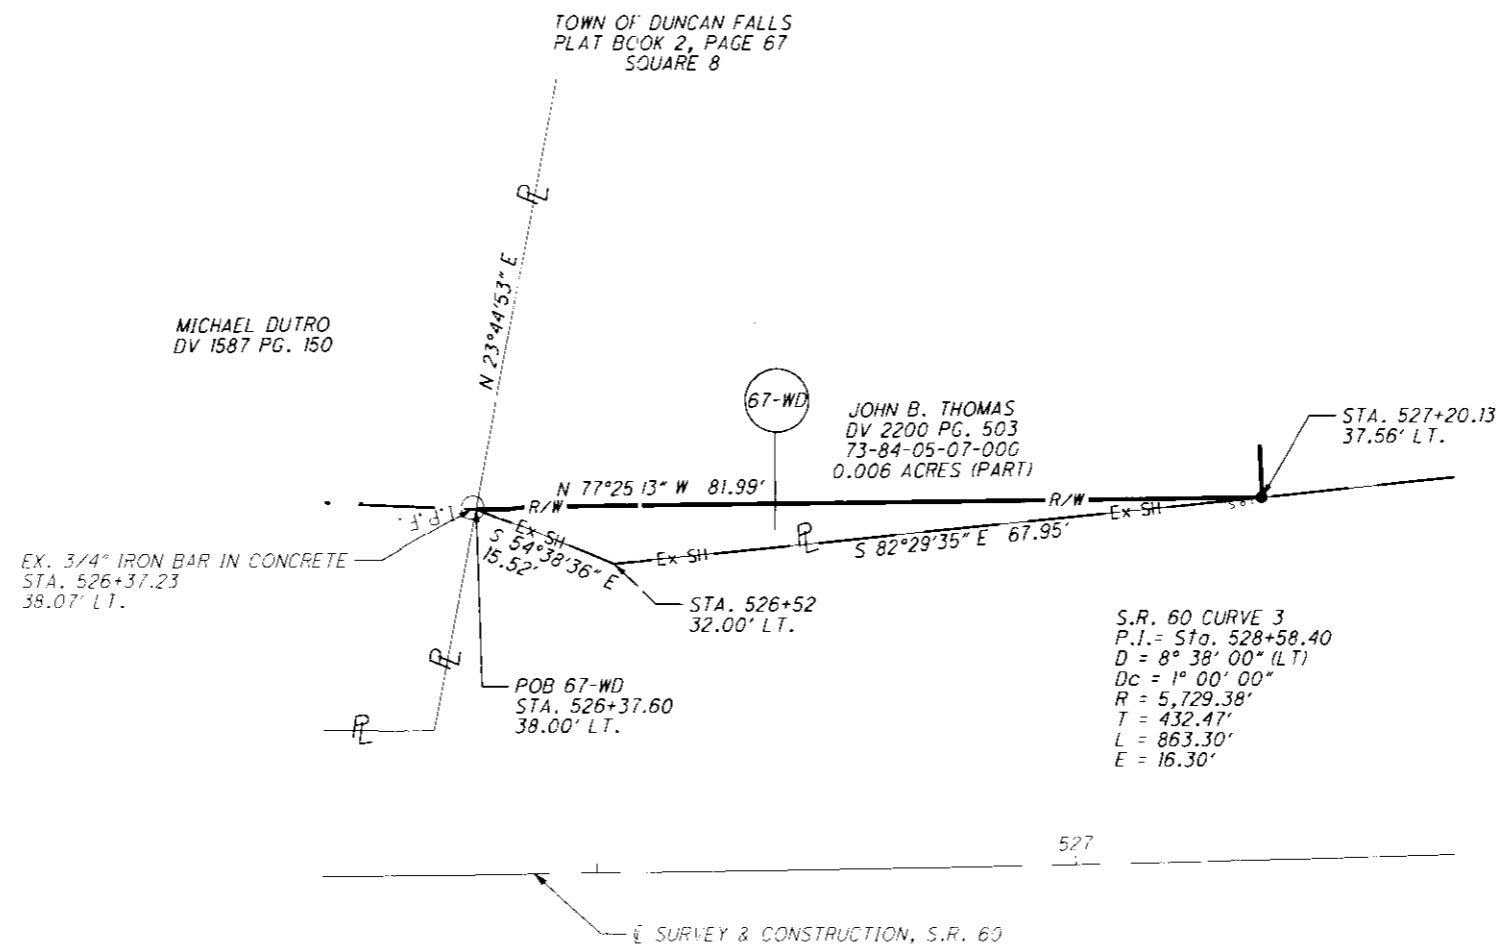 TOWN OF DUNCAN FALLS
PLAT BOOK 2, PAGE 67
SQUARE 8
PL
N 23°44'53" E
MICHAEL DUTRO
DV 1587 PG. 150
67-WD
JOHN B. THOMAS
DV 2200 PG. 503
73-84-05-07-000
0.006 ACRES (PART)
STA. 527+20.13
37.56' LT.
N 77°25'13" W 81.99'
R/W
R/W
I.P.F.
Ex SH
S 54°38'36" E
15.52'
Ex SH
PL
S 82°29'35" E 67.95'
Ex SH
EX. 3/4" IRON BAR IN CONCRETE
STA. 526+37.23
38.07' LT.
STA. 526+52
32.00' LT.
PL
POB 67-WD
STA. 526+37.60
38.00' LT.
PL
S.R. 60 CURVE 3
P.I.= Sta. 528+58.40
D = 8° 38' 00" (LT)
Dc = 1° 00' 00"
R = 5,729.38'
T = 432.47'
L = 863.30'
E = 16.30'
527
℄ SURVEY & CONSTRUCTION, S.R. 60